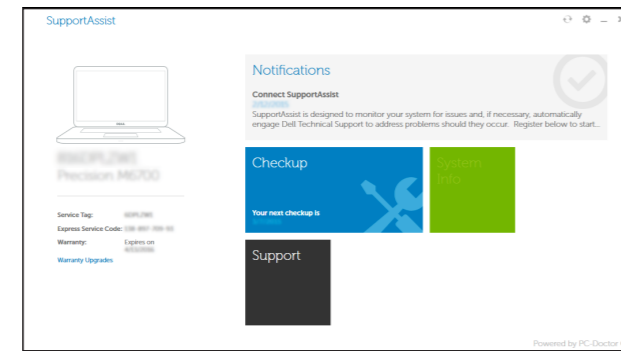 SupportAssist
Notifications
Connect SupportAssist
SupportAssist is designed to monitor your system for issues and, if necessary, automatically
engage Dell Technical Support to address problems should they occur. Register below to start...
Precision M6700
Checkup
System
Info
Your next checkup is
Service Tag:
Express Service Code:
Warranty: Expires on
Warranty Upgrades
Support
Powered by PC-Doctor